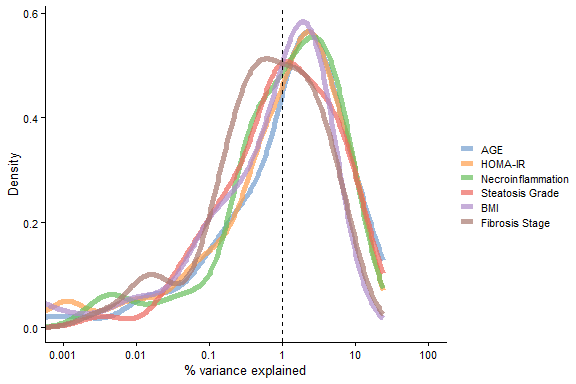 0.6
0.4
0.2
0.0
Density
0.001 0.01 0.1 1 10 100
% variance explained
AGE
HOMA-IR
Necroinflammation
Steatosis Grade
BMI
Fibrosis Stage